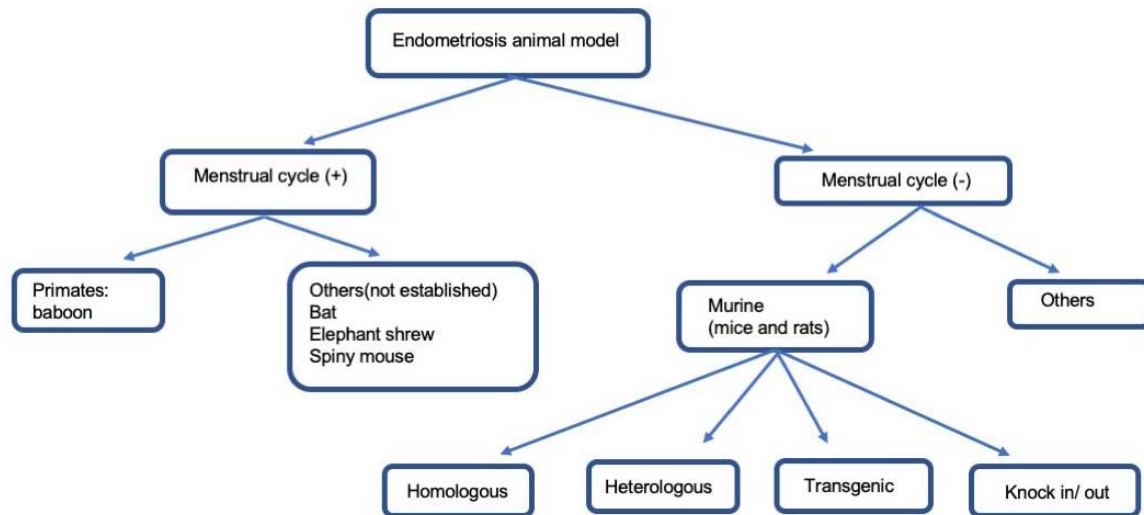 Endometriosis animal model
Menstrual cycle (+)
Menstrual cycle (-)
Primates:
baboon
Others(not established)
Bat
Elephant shrew
Spiny mouse
Murine
(mice and rats)
Others
Homologous
Heterologous
Transgenic
Knock in/ out